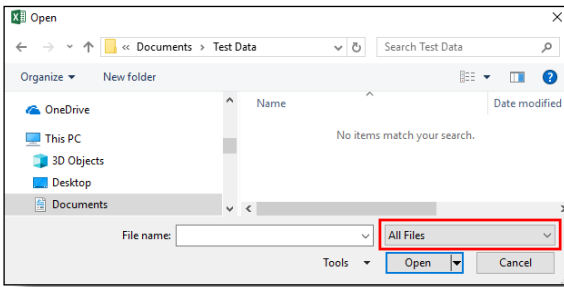 Open
« Documents > Test Data
Search Test Data
Organize
New folder
Name
Date modified
OneDrive
No items match your search.
This PC
3D Objects
Desktop
Documents
File name:
All Files
Tools
Open
Cancel